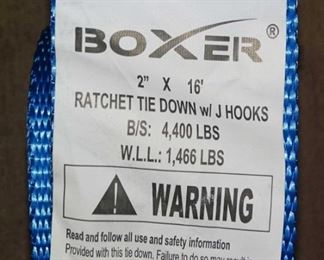 BOXER®
2" X 16'
RATCHET TIE DOWN w/ J HOOKS
B/S: 4,400 LBS
W.L.L.: 1,466 LBS
WARNING
Read and follow all use and safety information
Provided with this tie down. Failure to do so may result